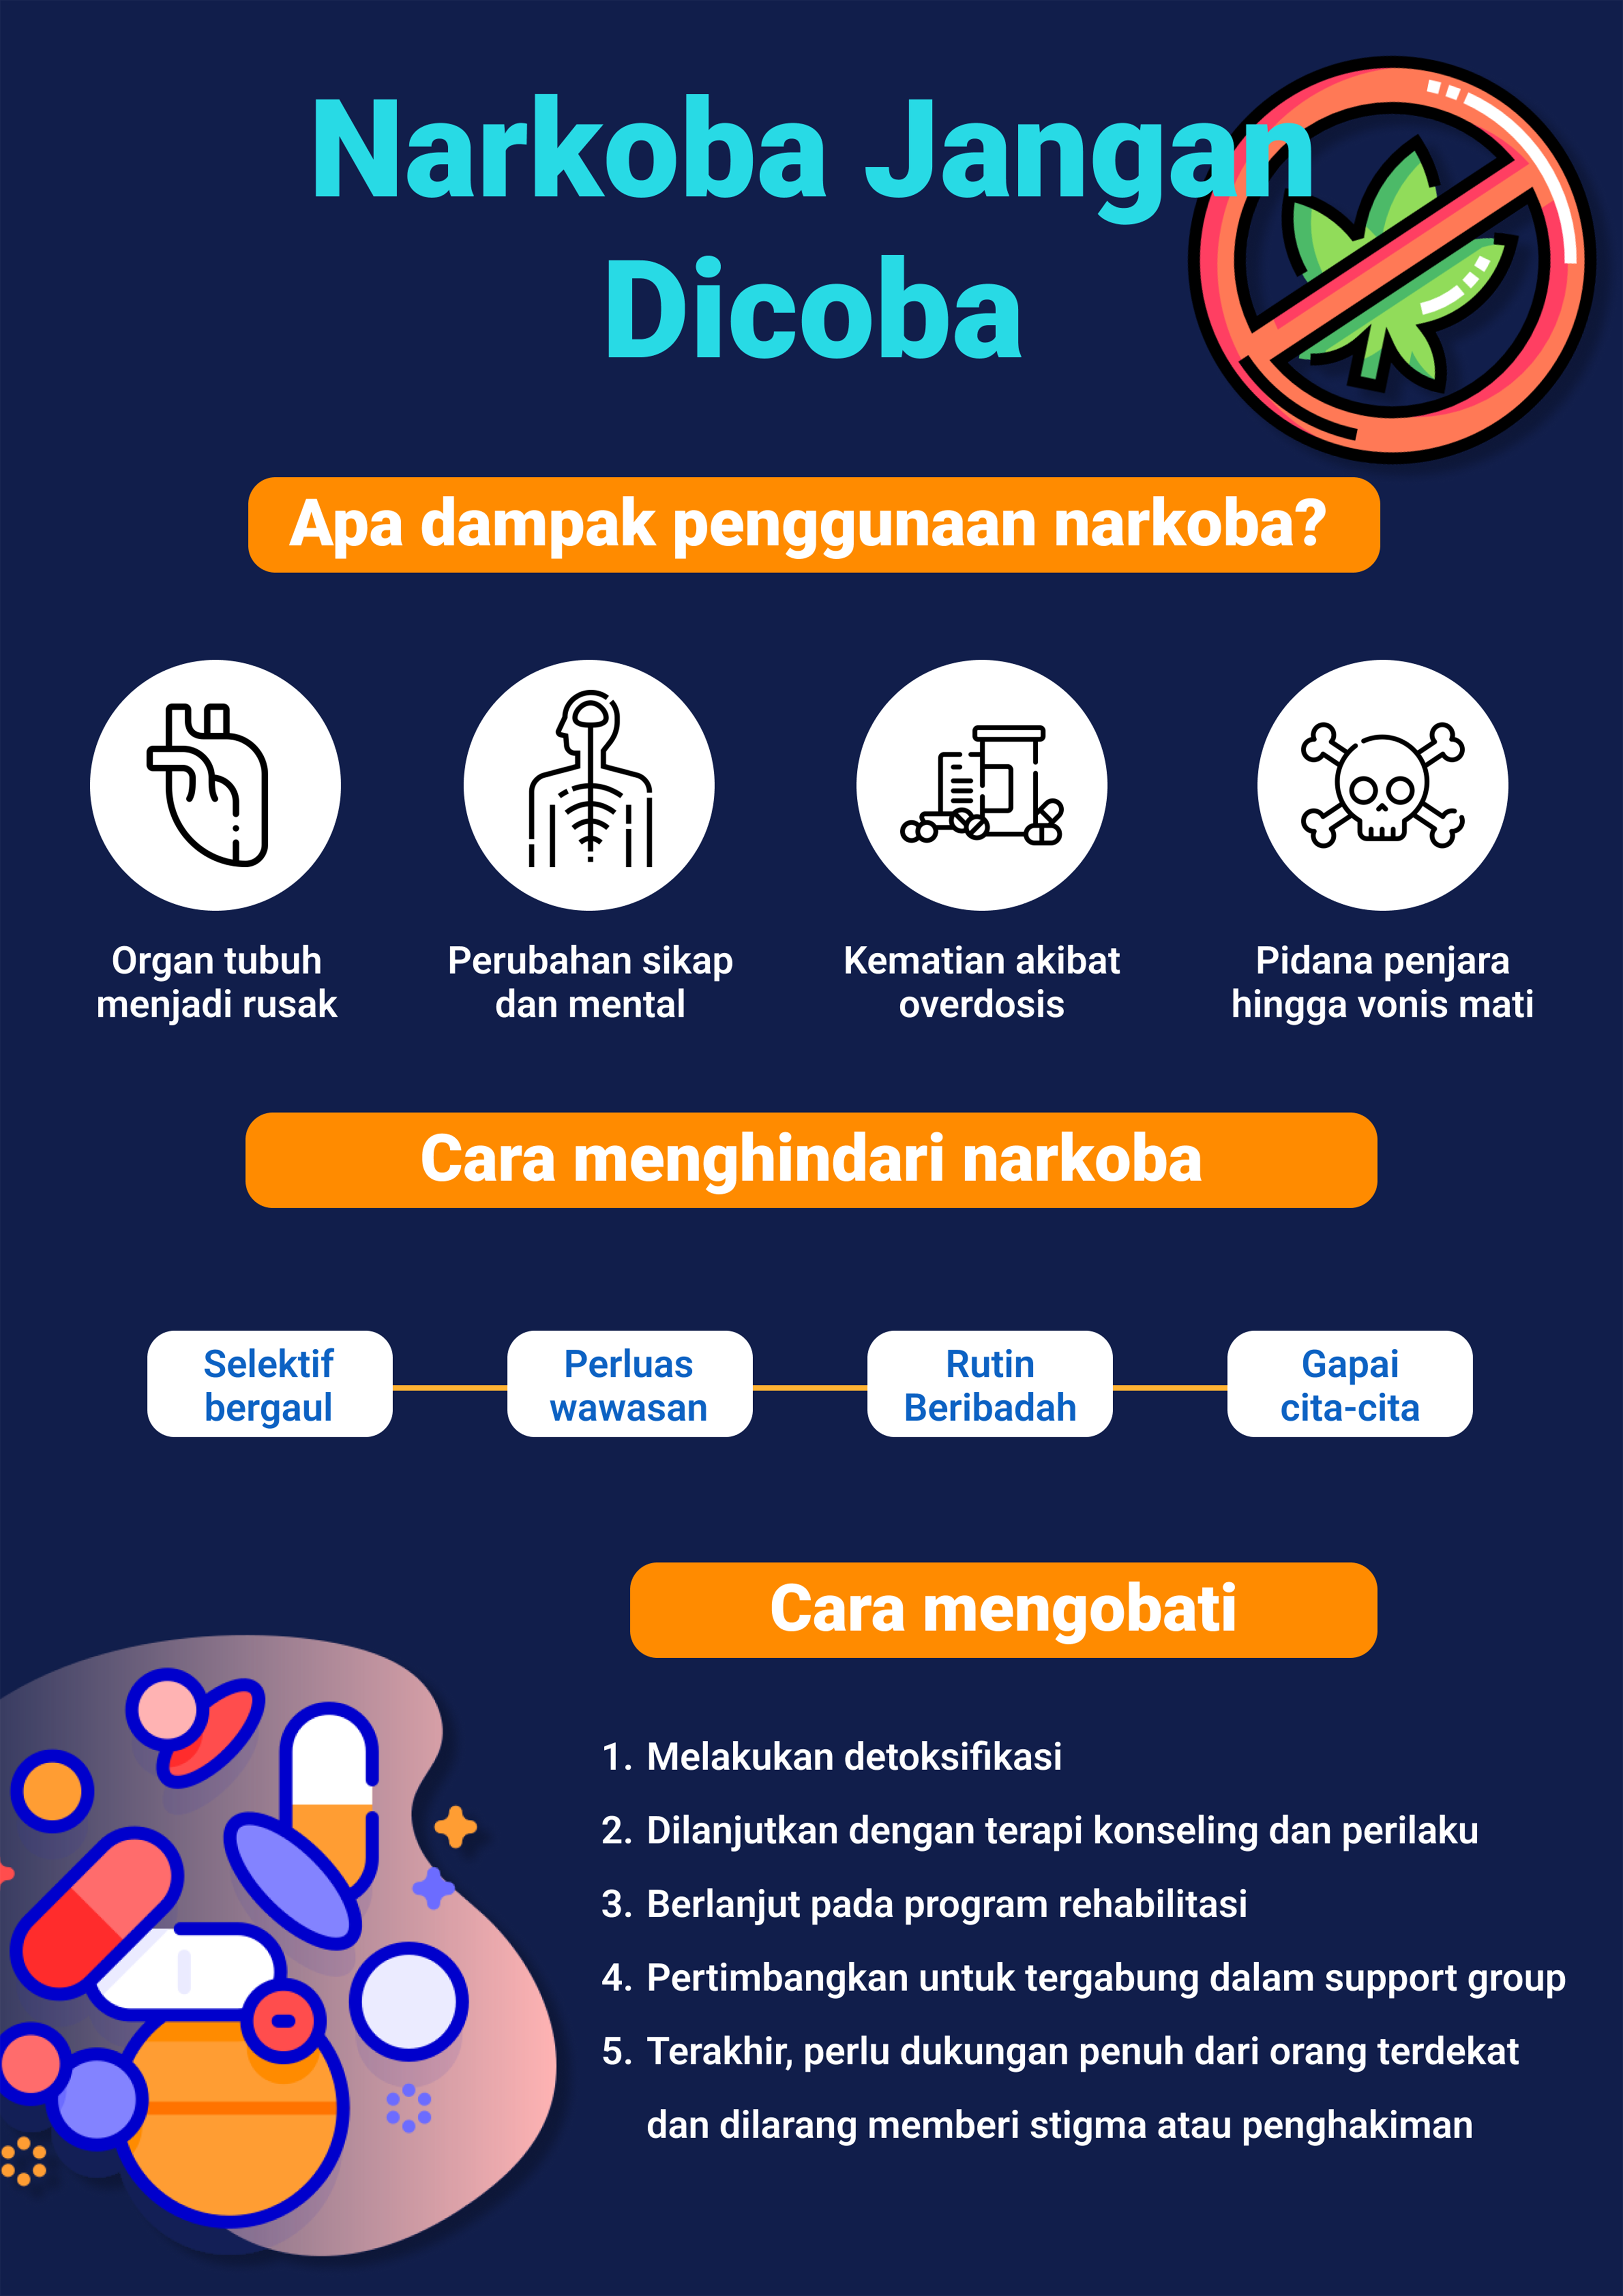 Narkoba Jangan
Dicoba
Apa dampak penggunaan narkoba?
Organ tubuh
menjadi rusak
Perubahan sikap
dan mental
Kematian akibat
overdosis
Pidana penjara
hingga vonis mati
Cara menghindari narkoba
Selektif
bergaul
Perluas
wawasan
Rutin
Beribadah
Gapai
cita-cita
Cara mengobati
1. Melakukan detoksifikasi
2. Dilanjutkan dengan terapi konseling dan perilaku
3. Berlanjut pada program rehabilitasi
4. Pertimbangkan untuk tergabung dalam support group
5. Terakhir, perlu dukungan penuh dari orang terdekat
dan dilarang memberi stigma atau penghakiman